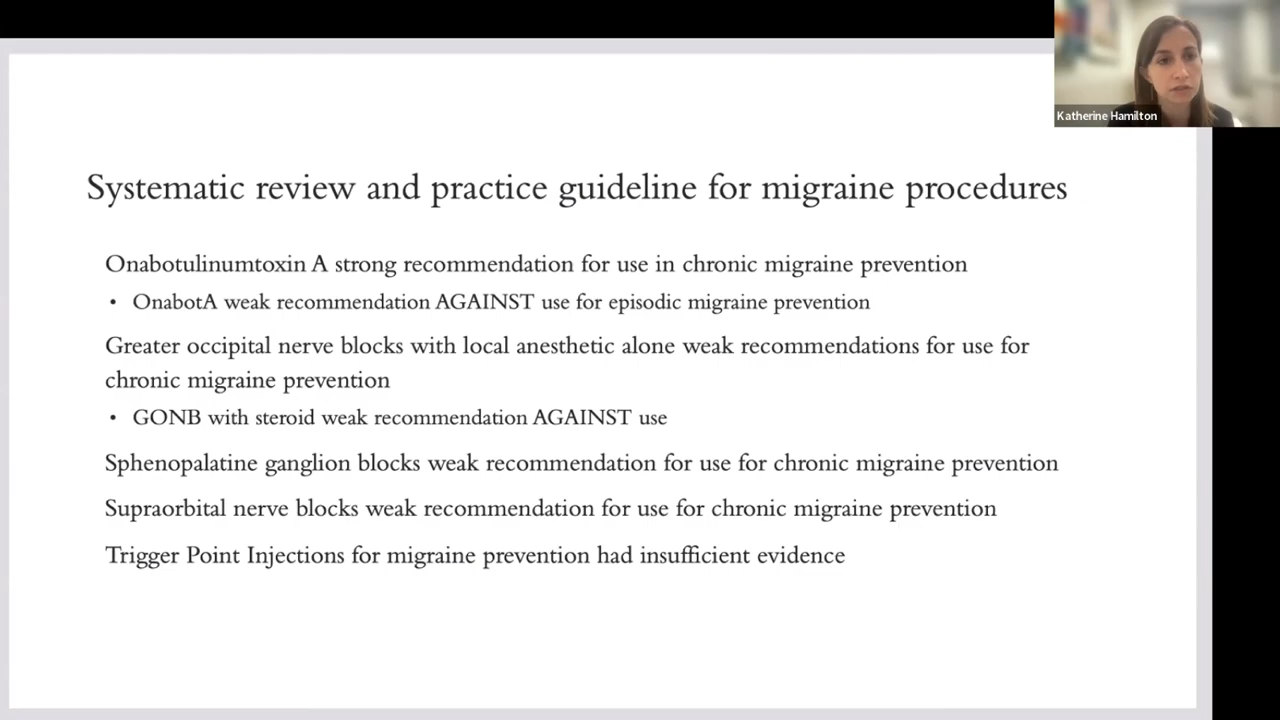 Katherine Hamilton
Systematic review and practice guideline for migraine procedures
Onabotulinumtoxin A strong recommendation for use in chronic migraine prevention
• OnabotA weak recommendation AGAINST use for episodic migraine prevention
Greater occipital nerve blocks with local anesthetic alone weak recommendations for use for
chronic migraine prevention
• GONB with steroid weak recommendation AGAINST use
Sphenopalatine ganglion blocks weak recommendation for use for chronic migraine prevention
Supraorbital nerve blocks weak recommendation for use for chronic migraine prevention
Trigger Point Injections for migraine prevention had insufficient evidence